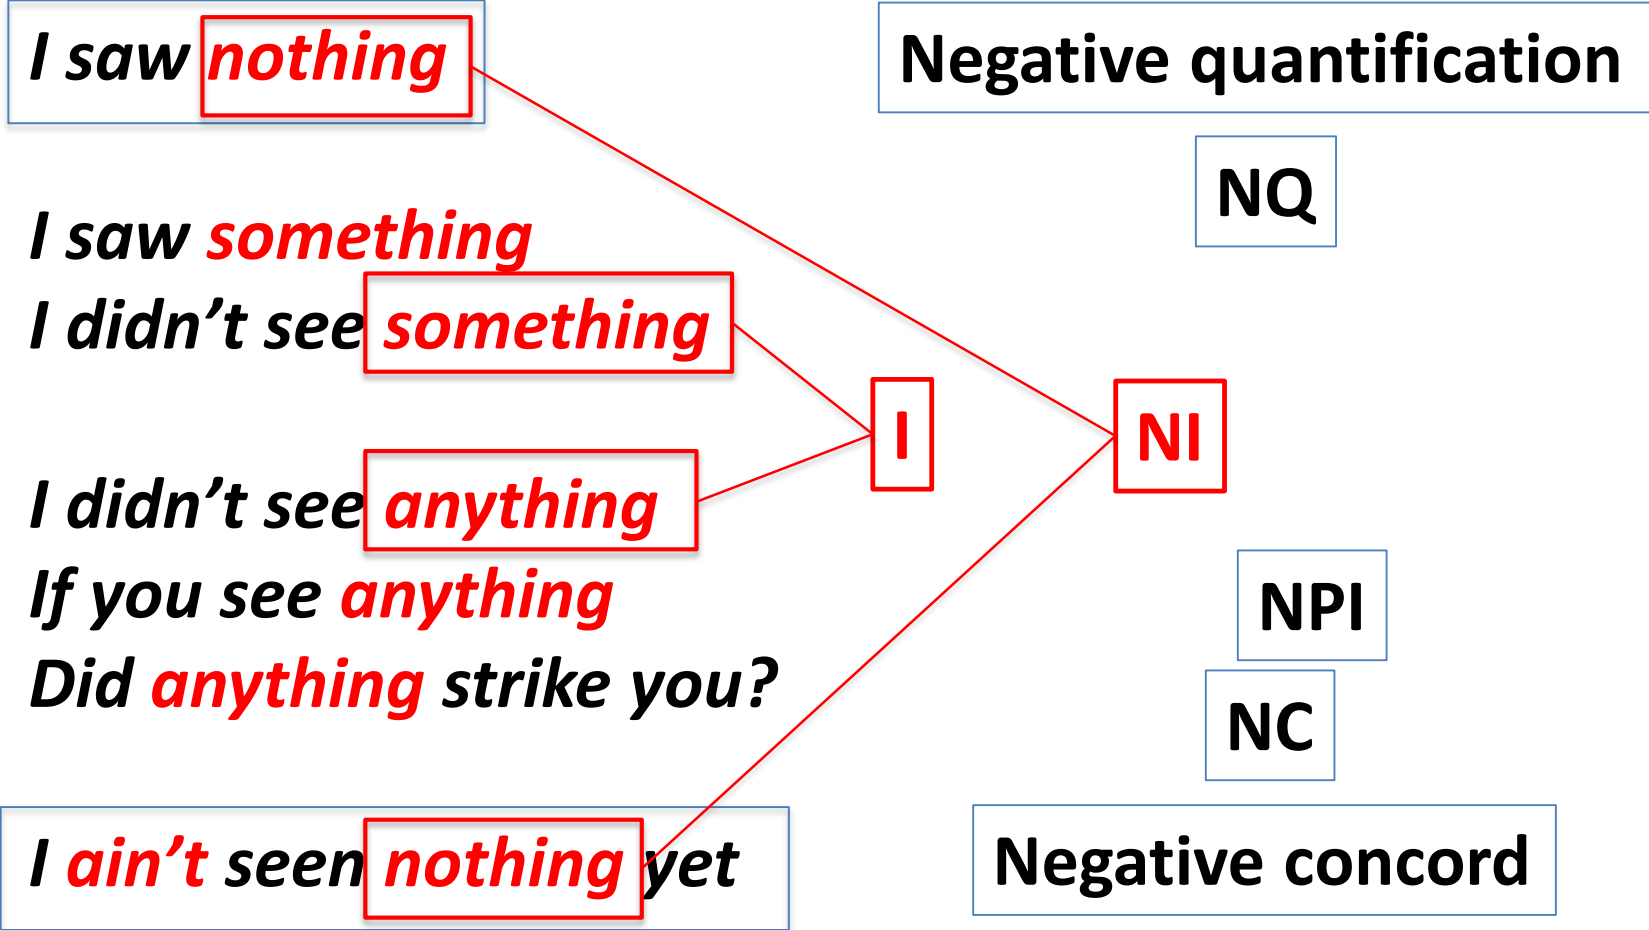 I saw nothing
Negative quantification
NQ
I saw something
I didn’t see something
I
NI
I didn’t see anything
If you see anything
NPI
Did anything strike you?
NC
I ain’t seen nothing yet
Negative concord